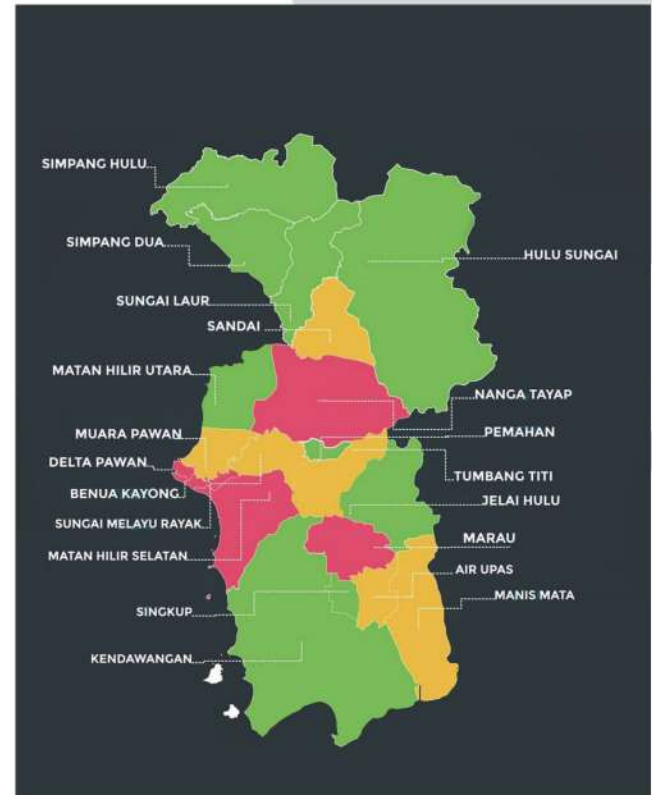 SIMPANG HULU
SIMPANG DUA
HULU SUNGAI
SUNGAI LAUR
SANDAI
MATAN HILIR UTARA
NANGA TAYAP
MUARA PAWAN
PEMAHAN
DELTA PAWAN
TUMBANG TITI
BENUA KAYONG
JELAI HULU
SUNGAI MELAYU RAYAK
MARAU
MATAN HILIR SELATAN
AIR UPAS
MANIS MATA
SINGKUP
KENDAWANGAN